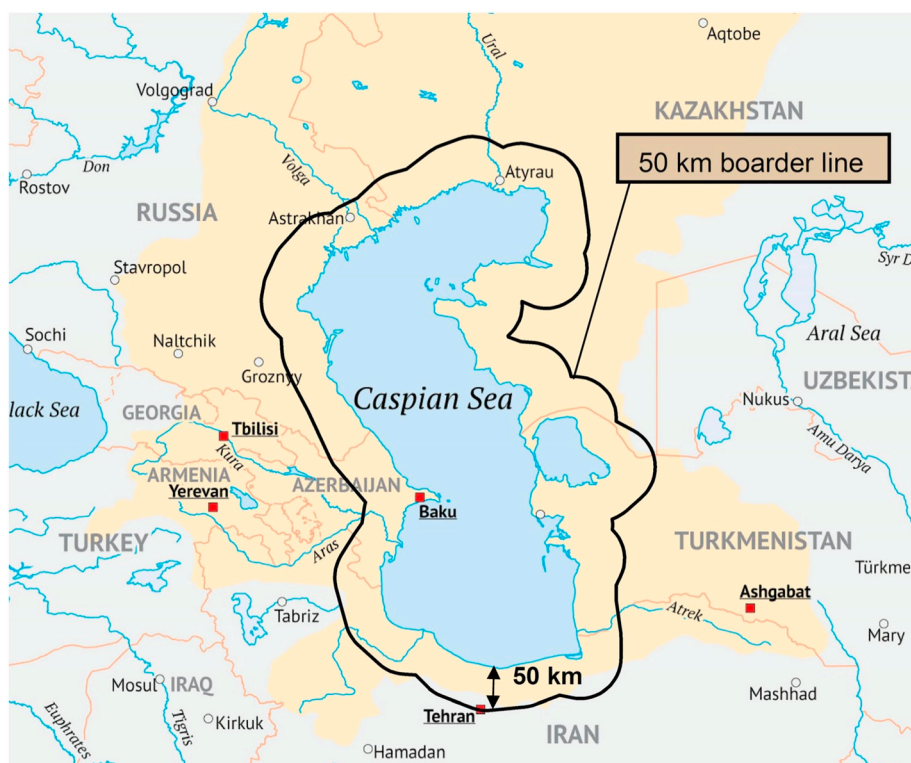 Aqtobe
Ural
Volgograd
KAZAKHSTAN
Don
Volga
50 km boarder line
Rostov
Atyrau
RUSSIA
Astrakhan
Syr D
Stavropol
Sochi
Naltchik
Aral Sea
Groznyy
UZBEKIST
lack Sea
Caspian Sea
Nukus
GEORGIA
Tbilisi
Kura
Amu Darya
ARMENIA
AZERBAIJAN
Yerevan
Baku
TURKEY
Aras
TURKMENISTAN
Türkme
Ashgabat
Tabriz
Atrek
Mary
50 km
Mosul
IRAQ
Mashhad
Tehran
Kirkuk
Tigris
Euphrates
IRAN
Hamadan